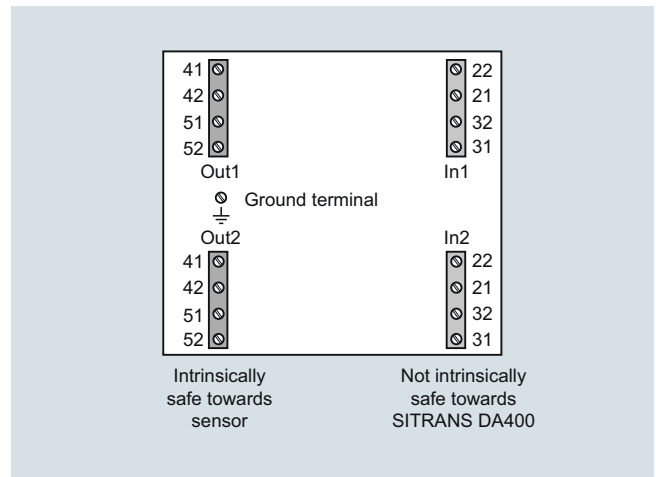 41 22
42 21
51 32
52 31
Out1 In1
Ground terminal
Out2 In2
41 22
42 21
51 32
52 31
Intrinsically
safe towards
sensor
Not intrinsically
safe towards
SITRANS DA400